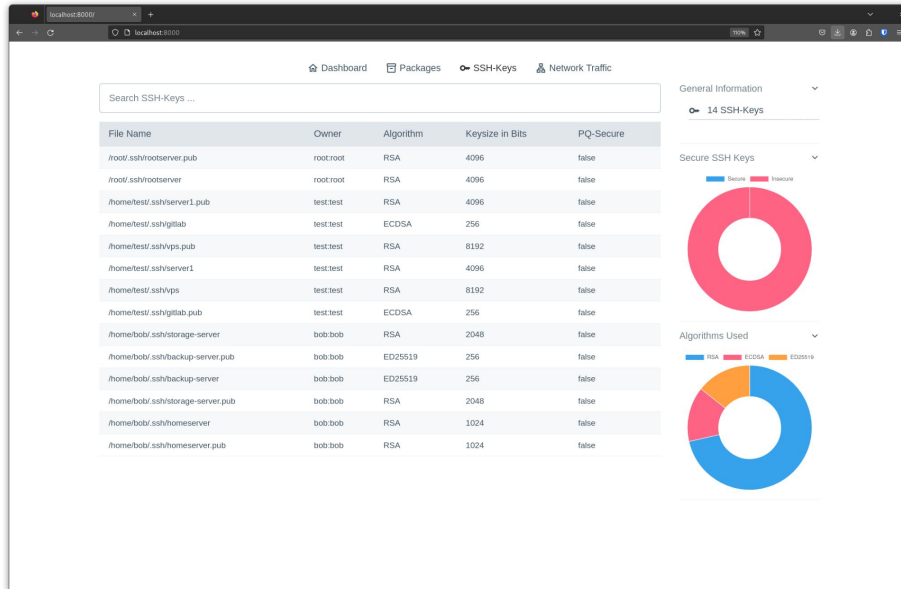 localhost:8000/
localhost:8000
110%
Dashboard Packages SSH-Keys Network Traffic
Search SSH-Keys ...
File Name Owner Algorithm Keysize in Bits PQ-Secure
/root/.ssh/rootserver.pub root:root RSA 4096 false
/root/.ssh/rootserver root:root RSA 4096 false
/home/test/.ssh/server1.pub test:test RSA 4096 false
/home/test/.ssh/gitlab test:test ECDSA 256 false
/home/test/.ssh/vps.pub test:test RSA 8192 false
/home/test/.ssh/server1 test:test RSA 4096 false
/home/test/.ssh/vps test:test RSA 8192 false
/home/test/.ssh/gitlab.pub test:test ECDSA 256 false
/home/bob/.ssh/storage-server bob:bob RSA 2048 false
/home/bob/.ssh/backup-server.pub bob:bob ED25519 256 false
/home/bob/.ssh/backup-server bob:bob ED25519 256 false
/home/bob/.ssh/storage-server.pub bob:bob RSA 2048 false
/home/bob/.ssh/homeserver bob:bob RSA 1024 false
/home/bob/.ssh/homeserver.pub bob:bob RSA 1024 false
General Information
14 SSH-Keys
Secure SSH Keys
Secure Insecure
Algorithms Used
RSA ECDSA ED25519